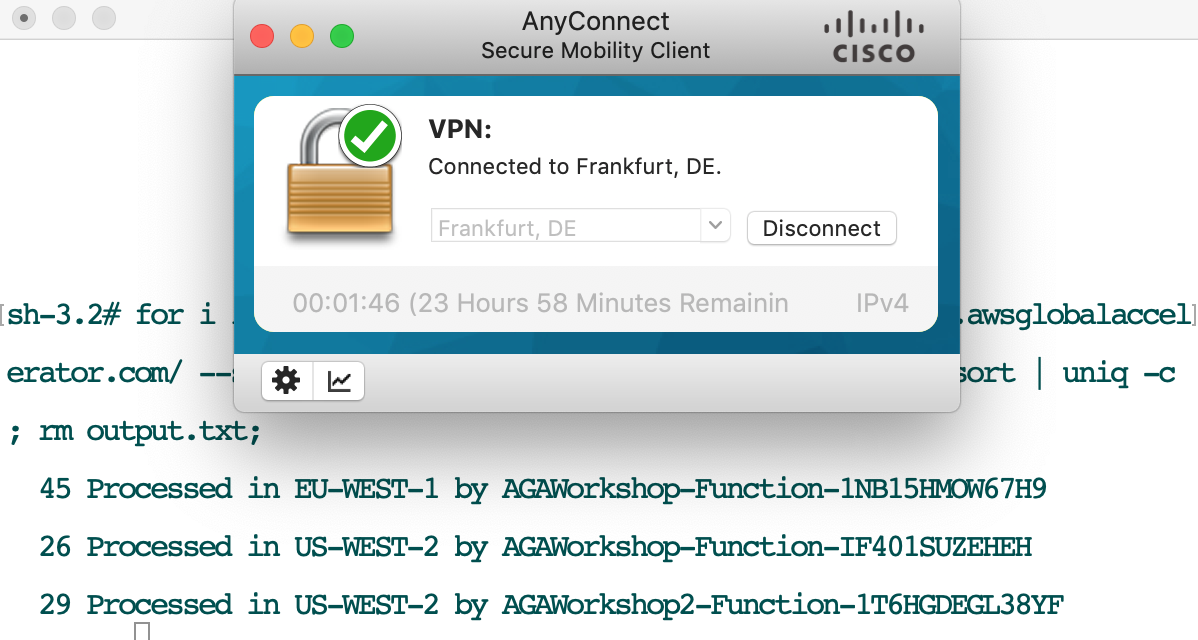 AnyConnect
Secure Mobility Client
CISCO
VPN:
Connected to Frankfurt, DE.
Frankfurt, DE
Disconnect
00:01:46 (23 Hours 58 Minutes Remainin
IPv4
[sh-3.2# for i .awsglobalaccel]
erator.com/ -- sort | uniq -c
; rm output.txt;
45 Processed in EU-WEST-1 by AGAWorkshop-Function-1NB15HMOW67H9
26 Processed in US-WEST-2 by AGAWorkshop-Function-IF401SUZEHEH
29 Processed in US-WEST-2 by AGAWorkshop2-Function-1T6HGDEGL38YF